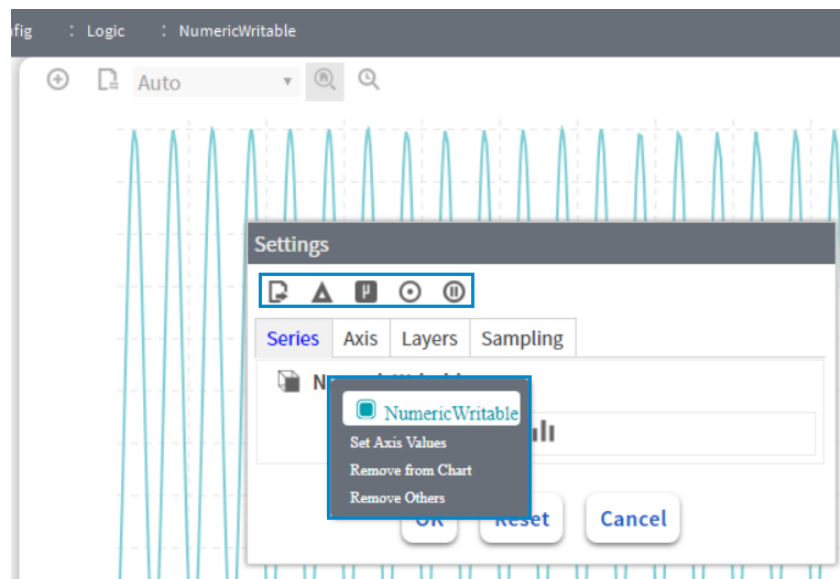 fig : Logic : NumericWritable
Auto
Settings
Series Axis Layers Sampling
NumericWritable
Set Axis Values
Remove from Chart
Remove Others
OK Reset Cancel